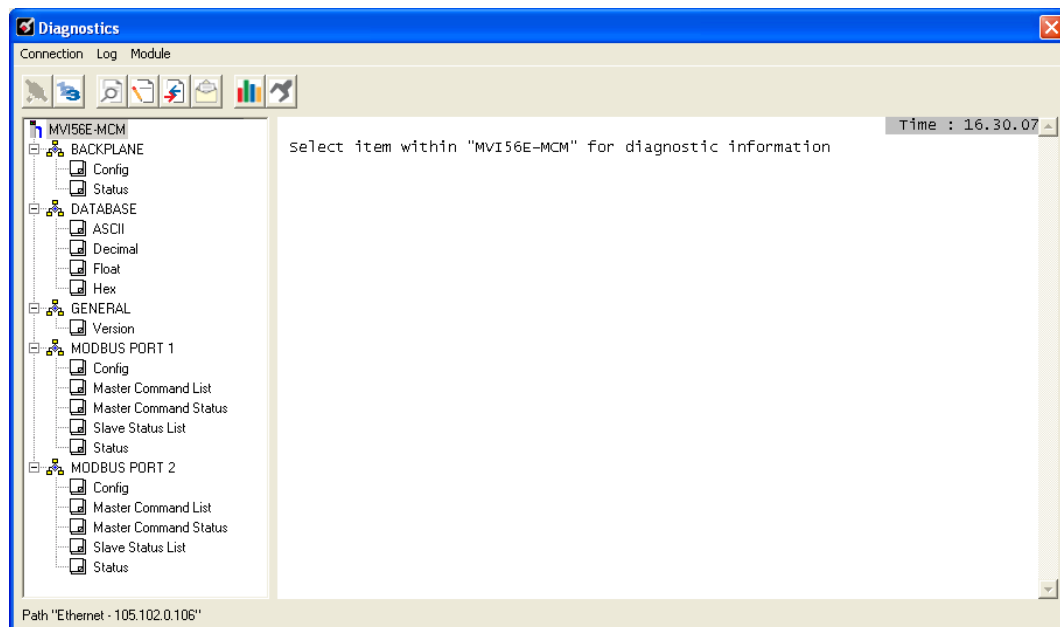 Diagnostics
Connection Log Module
MVI56E-MCM
BACKPLANE
Config
Status
DATABASE
ASCII
Decimal
Float
Hex
GENERAL
Version
MODBUS PORT 1
Config
Master Command List
Master Command Status
Slave Status List
Status
MODBUS PORT 2
Config
Master Command List
Master Command Status
Slave Status List
Status
Time : 16.30.07
Select item within "MVI56E-MCM" for diagnostic information
Path "Ethernet - 105.102.0.106"